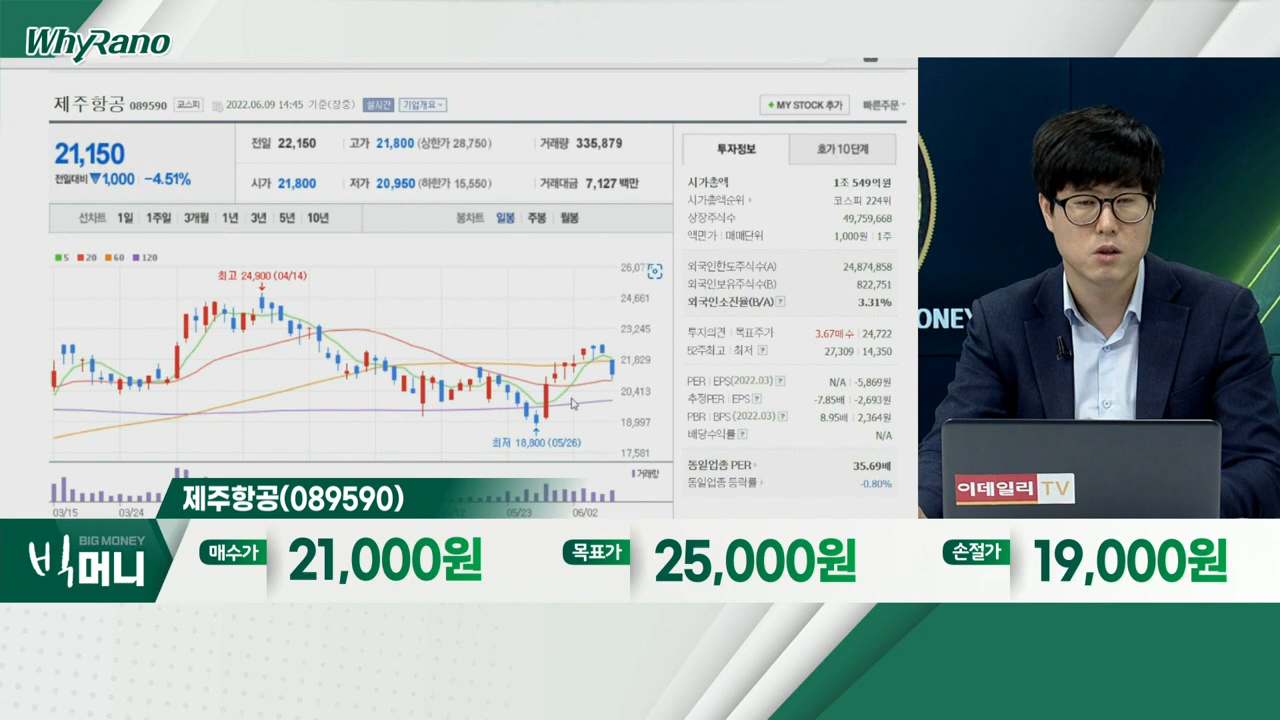 WhyRano
제주항공 089590 코스피 2022.06.09 14:45 기준(장중) 실시간 기업개요
+ MY STOCK 추가 빠른주문
21,150
전일대비 ▼1,000 -4.51%
전일 22,150 고가 21,800 (상한가 28,750) 거래량 335,879
시가 21,800 저가 20,950 (하한가 15,550) 거래대금 7,127 백만
선차트 1일 1주일 3개월 1년 3년 5년 10년 봉차트 일봉 주봉 월봉
5 20 60 120
최고 24,900 (04/14)
24,661
23,245
21,829
20,413
18,997
17,581
최저 18,800 (05/26)
거래량
03/15 03/24 05/23 06/02
투자정보 호가 10단계
시가총액 1조 549억원
시가총액순위 코스피 224위
상장주식수 49,759,668
액면가 | 매매단위 1,000원 | 1주
외국인한도주식수(A) 24,874,858
외국인보유주식수(B) 822,751
외국인소진율(B/A) ? 3.31%
투자의견 | 목표주가 3.67매수 | 24,722
52주최고 | 최저 ? 27,309 | 14,350
PER | EPS(2022.03) ? N/A | -5,869원
추정PER | EPS ? -7.85배 | -2,693원
PBR | BPS (2022.03) ? 8.95배 | 2,364원
배당수익률 ? N/A
동일업종 PER 35.69배
동일업종 등락률 -0.80%
ONEY
이데일리 TV
제주항공(089590)
BIG MONEY
빅머니
매수가 21,000원 목표가 25,000원 손절가 19,000원